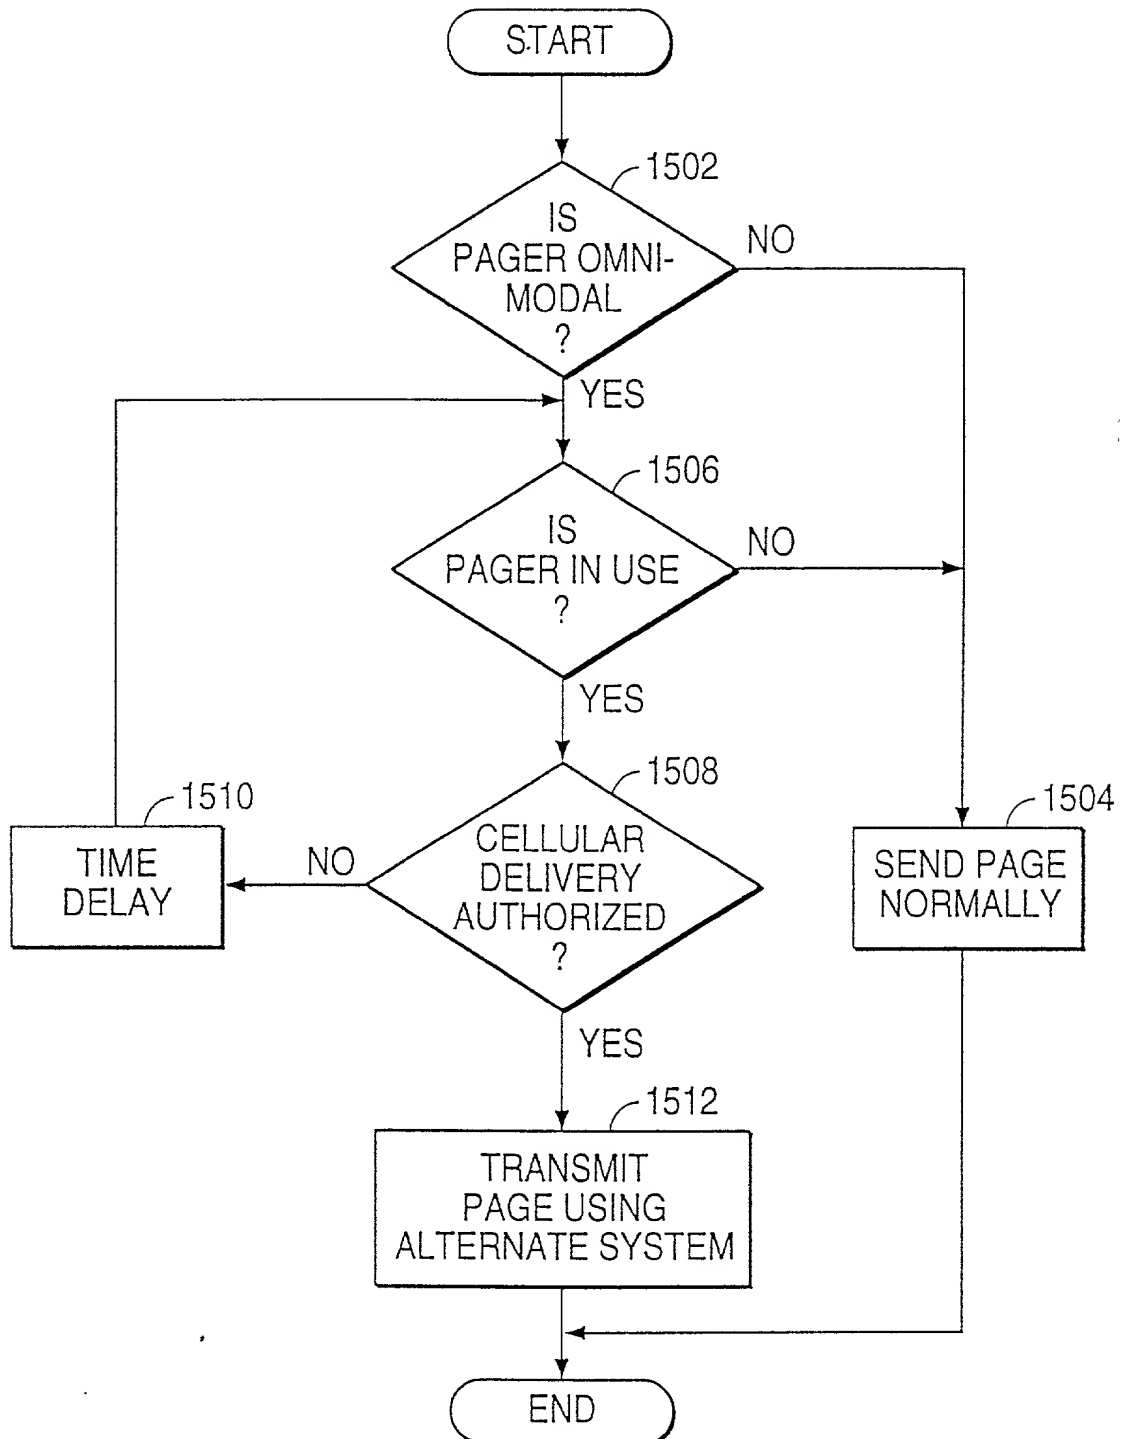 START
1502
IS
PAGER OMNI-
MODAL
?
NO
YES
1506
IS
PAGER IN USE
?
NO
YES
1508
CELLULAR
DELIVERY
AUTHORIZED
?
NO
YES
1510
TIME
DELAY
1504
SEND PAGE
NORMALLY
1512
TRANSMIT
PAGE USING
ALTERNATE SYSTEM
END